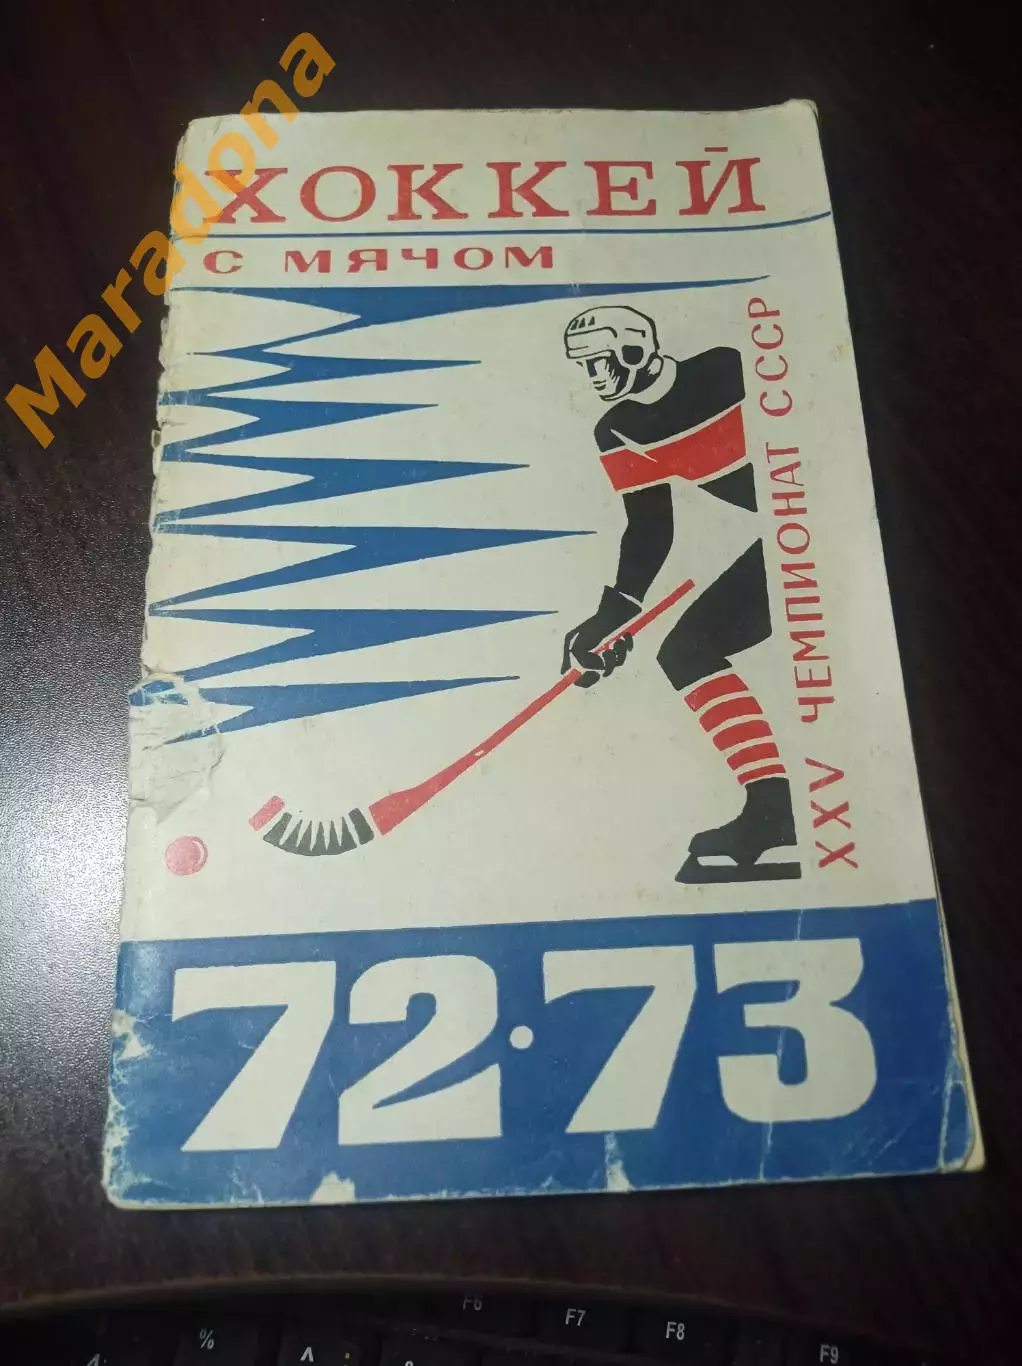 Maradona
ХОККЕЙ
С МЯЧОМ
XXV ЧЕМПИОНАТ СССР
72·73
F6
F7
F8
F9
%
^